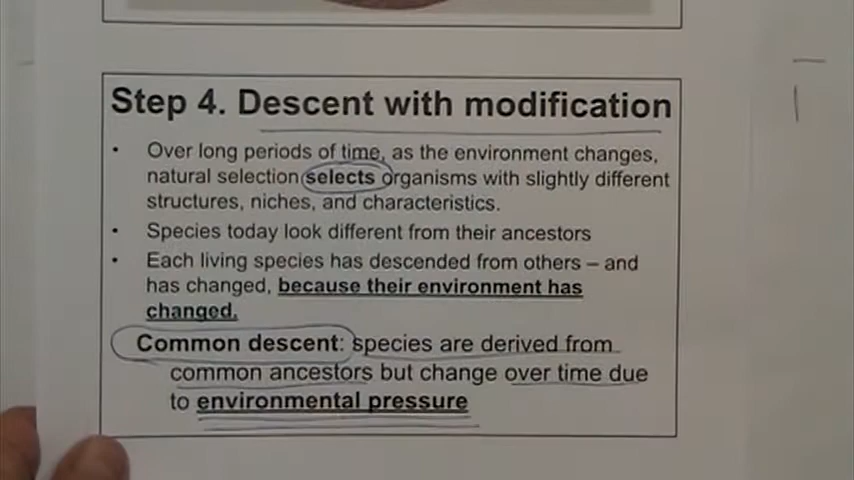 Step 4. Descent with modification
• Over long periods of time, as the environment changes,
natural selection selects organisms with slightly different
structures, niches, and characteristics.
• Species today look different from their ancestors
• Each living species has descended from others – and
has changed, because their environment has
changed.
Common descent: species are derived from
common ancestors but change over time due
to environmental pressure